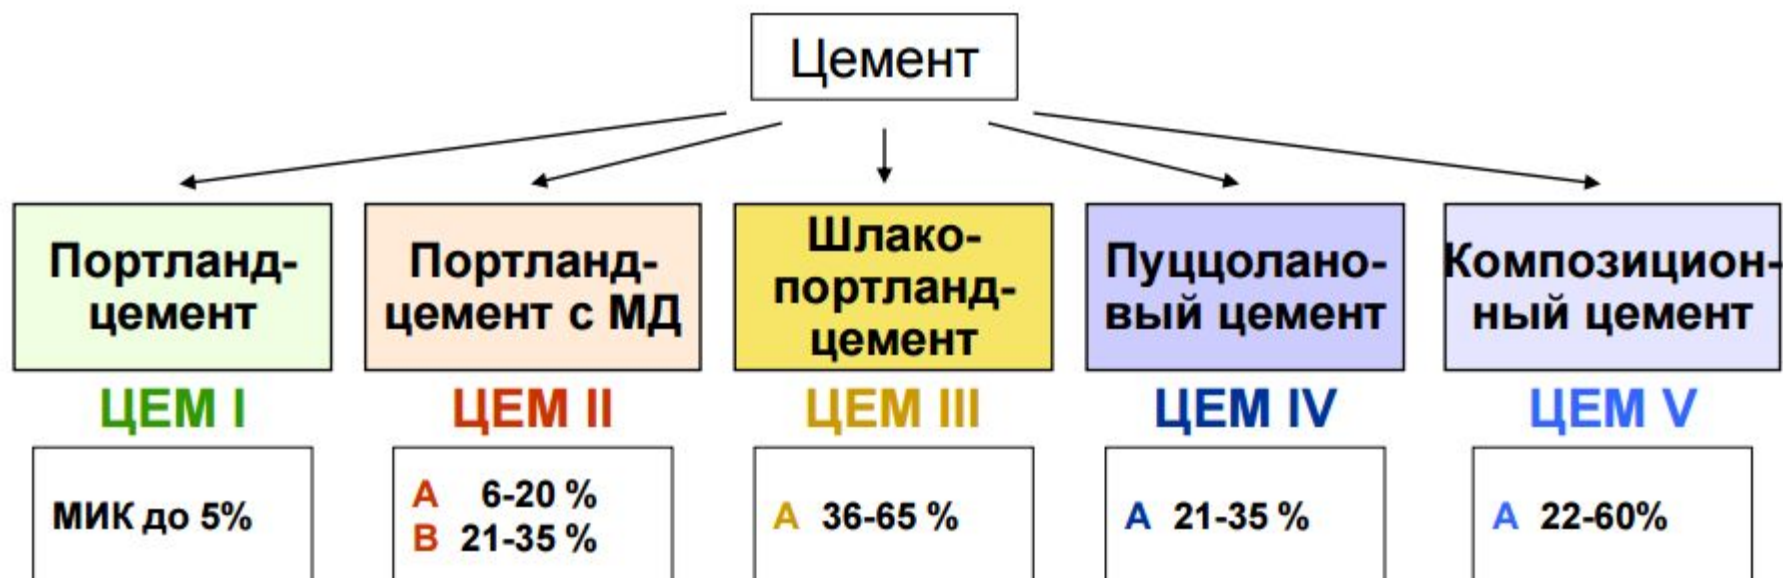 Цемент
Портланд-
цемент
Портланд-
цемент с МД
Шлако-
портланд-
цемент
Пуццолано-
вый цемент
Композицион-
ный цемент
ЦЕМ I
ЦЕМ II
ЦЕМ III
ЦЕМ IV
ЦЕМ V
МИК до 5%
А 6-20 %
В 21-35 %
А 36-65 %
А 21-35 %
А 22-60%